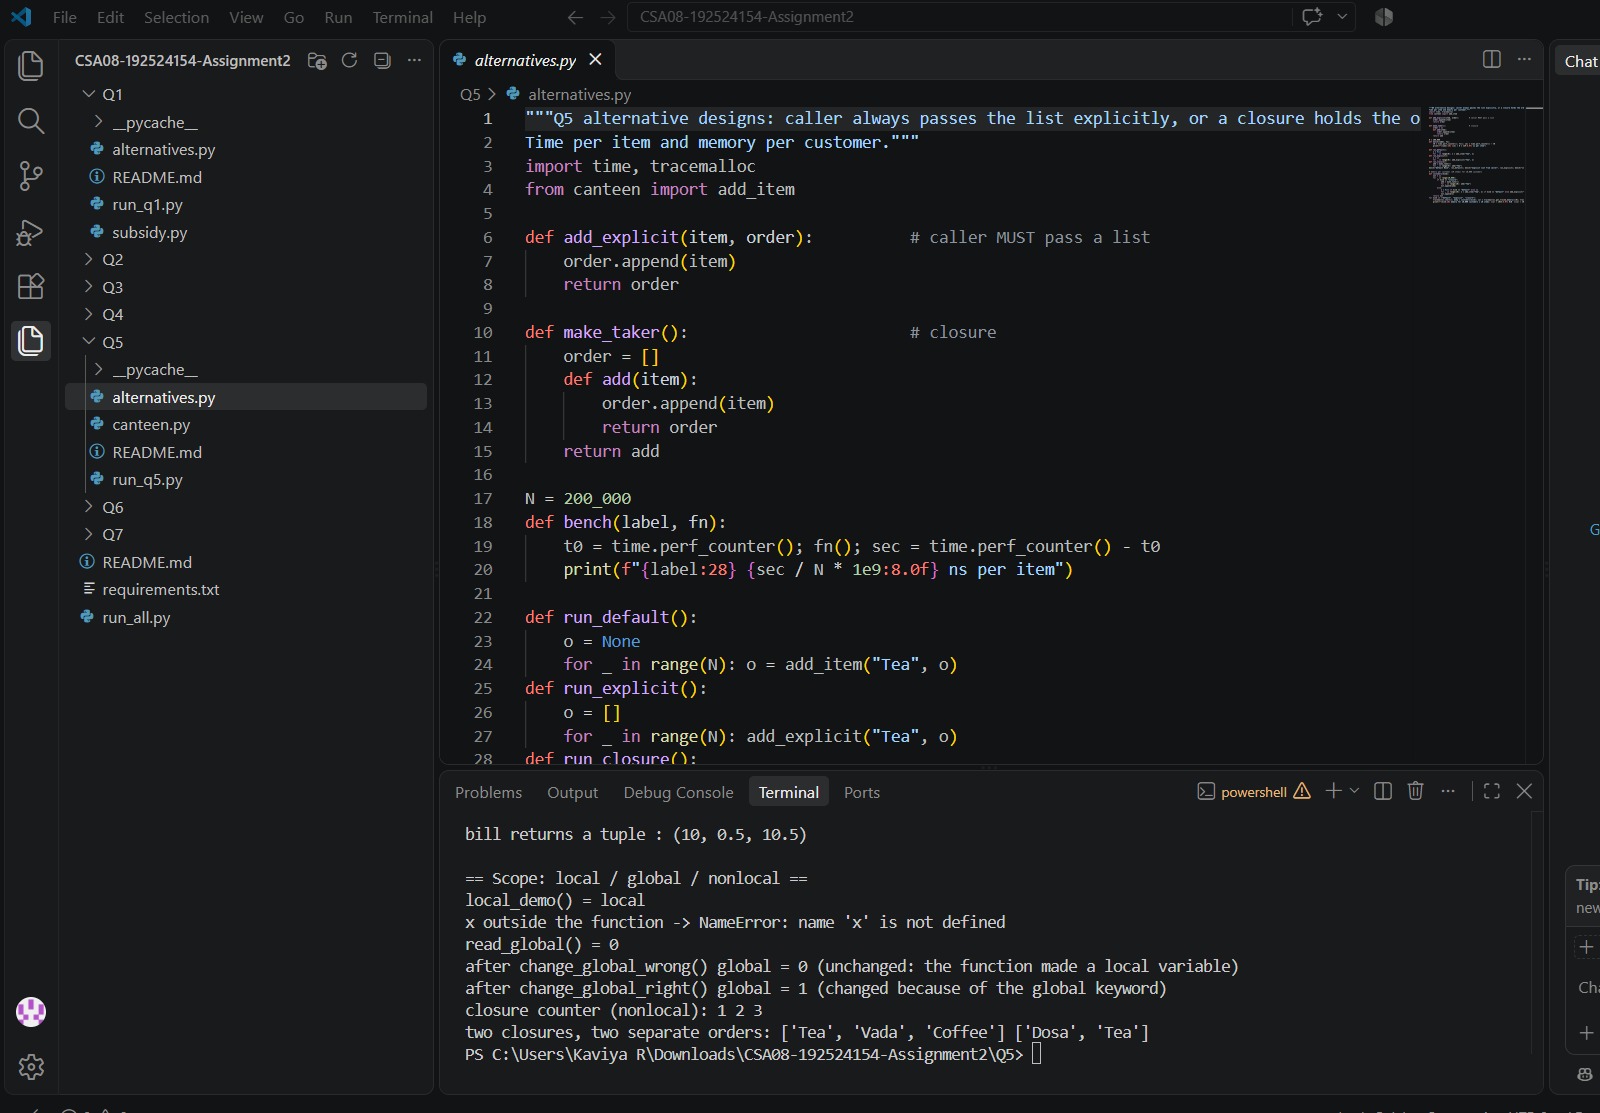 File Edit Selection View Go Run Terminal Help
CSA08-192524154-Assignment2
CSA08-192524154-Assignment2
Q1
__pycache__
alternatives.py
README.md
run_q1.py
subsidy.py
Q2
Q3
Q4
Q5
__pycache__
alternatives.py
canteen.py
README.md
run_q5.py
Q6
Q7
README.md
requirements.txt
run_all.py
alternatives.py
Q5 > alternatives.py
1 """Q5 alternative designs: caller always passes the list explicitly, or a closure holds the o
2 Time per item and memory per customer."""
3 import time, tracemalloc
4 from canteen import add_item
5
6 def add_explicit(item, order): # caller MUST pass a list
7 order.append(item)
8 return order
9
10 def make_taker(): # closure
11 order = []
12 def add(item):
13 order.append(item)
14 return order
15 return add
16
17 N = 200_000
18 def bench(label, fn):
19 t0 = time.perf_counter(); fn(); sec = time.perf_counter() - t0
20 print(f"{label:28} {sec / N * 1e9:8.0f} ns per item")
21
22 def run_default():
23 o = None
24 for _ in range(N): o = add_item("Tea", o)
25 def run_explicit():
26 o = []
27 for _ in range(N): add_explicit("Tea", o)
28 def run_closure():
Problems Output Debug Console Terminal Ports
powershell
bill returns a tuple : (10, 0.5, 10.5)
== Scope: local / global / nonlocal ==
local_demo() = local
x outside the function -> NameError: name 'x' is not defined
read_global() = 0
after change_global_wrong() global = 0 (unchanged: the function made a local variable)
after change_global_right() global = 1 (changed because of the global keyword)
closure counter (nonlocal): 1 2 3
two closures, two separate orders: ['Tea', 'Vada', 'Coffee'] ['Dosa', 'Tea']
PS C:\Users\Kaviya R\Downloads\CSA08-192524154-Assignment2\Q5>
Chat
G
Tip:
new
Cha